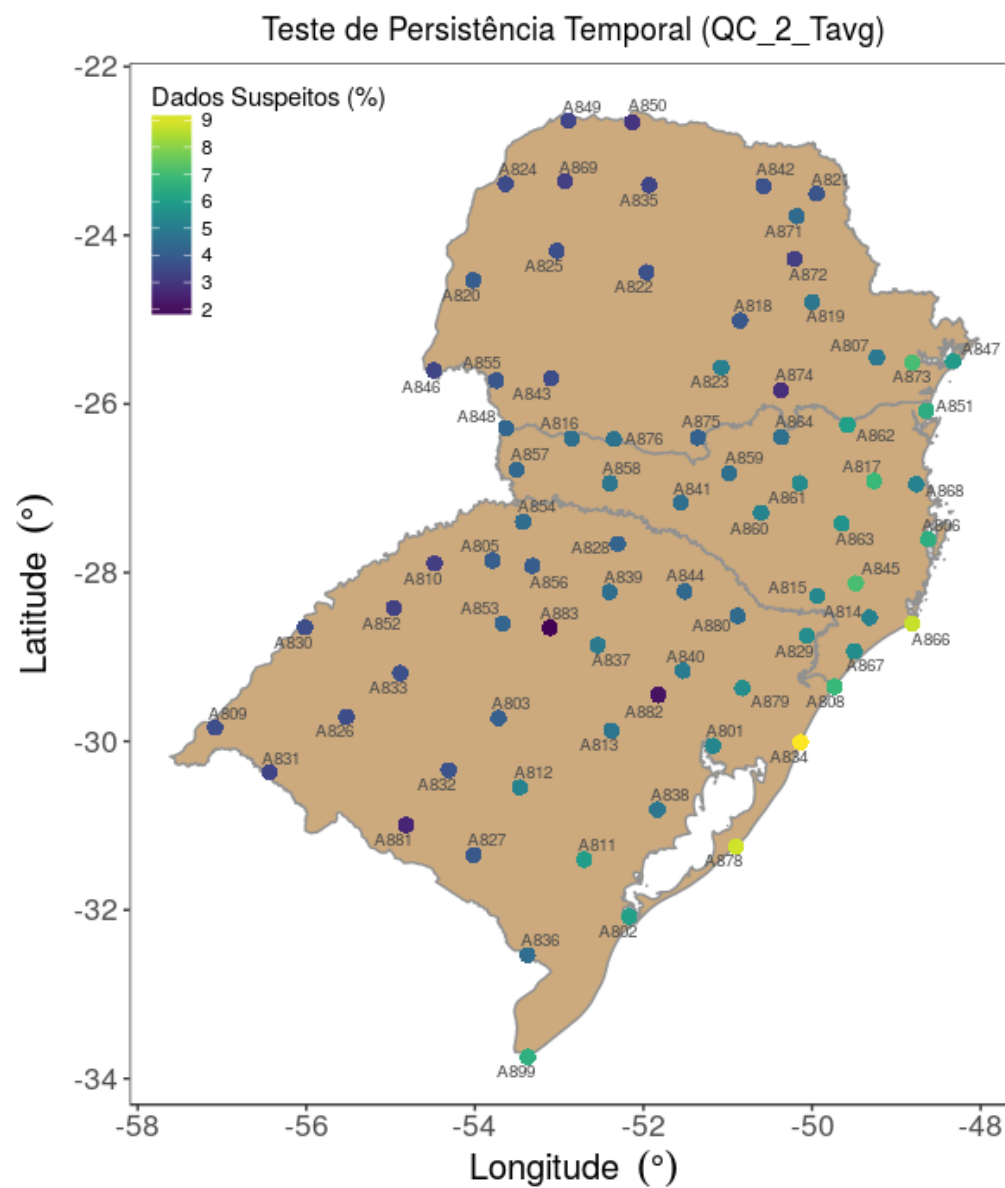 Teste de Persistência Temporal (QC_2_Tavg)
-22
Dados Suspeitos (%)
9
8
7
6
5
4
3
2
A849
A850
A824
A869
A835
A842
A821
A871
-24
A825
A822
A872
A820
A818
A819
A807
A847
A855
A846
A843
A823
A874
A873
-26
A848
A816
A876
A875
A864
A862
A851
A857
A858
A859
A817
A841
A861
A868
A860
A854
A863
A806
A805
A828
-28
A810
A856
A839
A844
A815
A845
A852
A853
A883
A880
A814
A830
A837
A829
A866
A867
A833
A840
A882
A879
A808
A809
A826
A803
A813
A801
-30
A834
A831
A832
A812
A838
A881
A827
A811
A878
-32
A802
A836
A899
-34
-58
-56
-54
-52
-50
-48
Latitude (°)
Longitude (°)